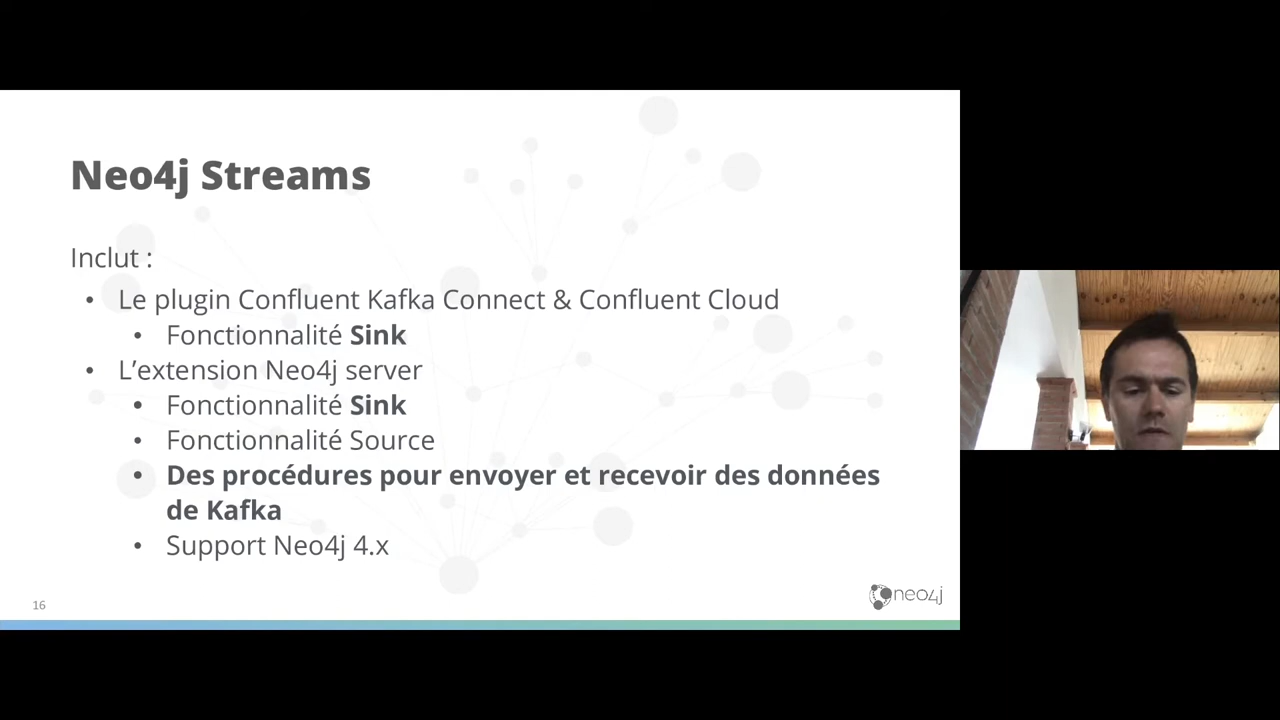 Neo4j Streams
Inclut :
• Le plugin Confluent Kafka Connect & Confluent Cloud
• Fonctionnalité Sink
• L’extension Neo4j server
• Fonctionnalité Sink
• Fonctionnalité Source
• Des procédures pour envoyer et recevoir des données
de Kafka
• Support Neo4j 4.x
16
neo4j